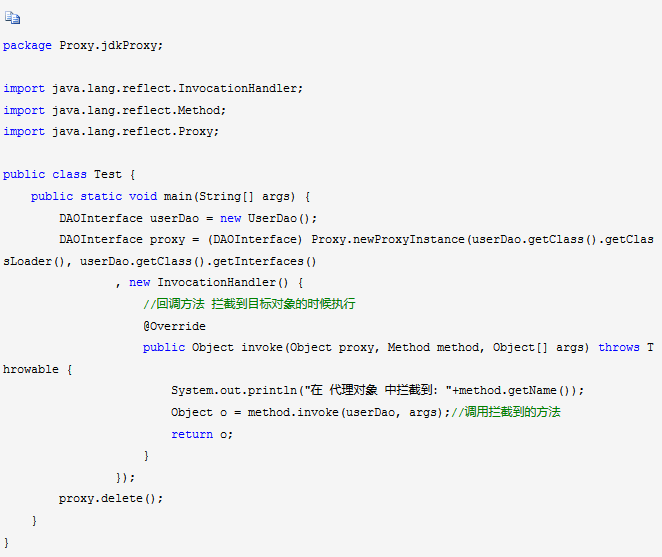 package Proxy.jdkProxy;
import java.lang.reflect.InvocationHandler;
import java.lang.reflect.Method;
import java.lang.reflect.Proxy;
public class Test {
    public static void main(String[] args) {
        DAOInterface userDao = new UserDao();
        DAOInterface proxy = (DAOInterface) Proxy.newProxyInstance(userDao.getClass().getClas
sLoader(), userDao.getClass().getInterfaces()
                , new InvocationHandler() {
                    //回调方法 拦截到目标对象的时候执行
                    @Override
                    public Object invoke(Object proxy, Method method, Object[] args) throws T
hrowable {
                        System.out.println("在 代理对象 中拦截到: "+method.getName());
                        Object o = method.invoke(userDao, args);//调用拦截到的方法
                        return o;
                    }
                });
        proxy.delete();
    }
}